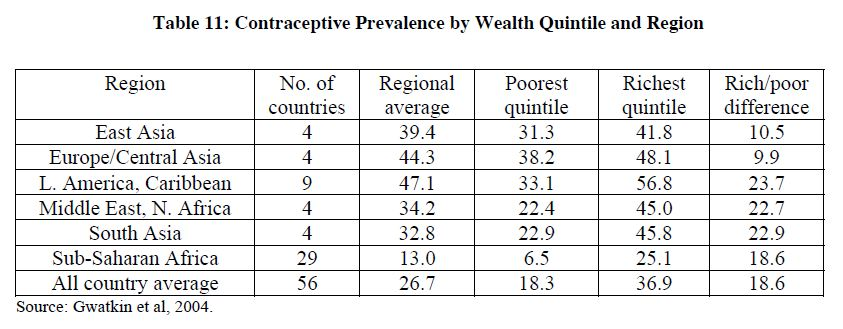 Table 11: Contraceptive Prevalence by Wealth Quintile and Region
Region No. of countries Regional average Poorest quintile Richest quintile Rich/poor difference
East Asia 4 39.4 31.3 41.8 10.5
Europe/Central Asia 4 44.3 38.2 48.1 9.9
L. America, Caribbean 9 47.1 33.1 56.8 23.7
Middle East, N. Africa 4 34.2 22.4 45.0 22.7
South Asia 4 32.8 22.9 45.8 22.9
Sub-Saharan Africa 29 13.0 6.5 25.1 18.6
All country average 56 26.7 18.3 36.9 18.6
Source: Gwatkin et al, 2004.